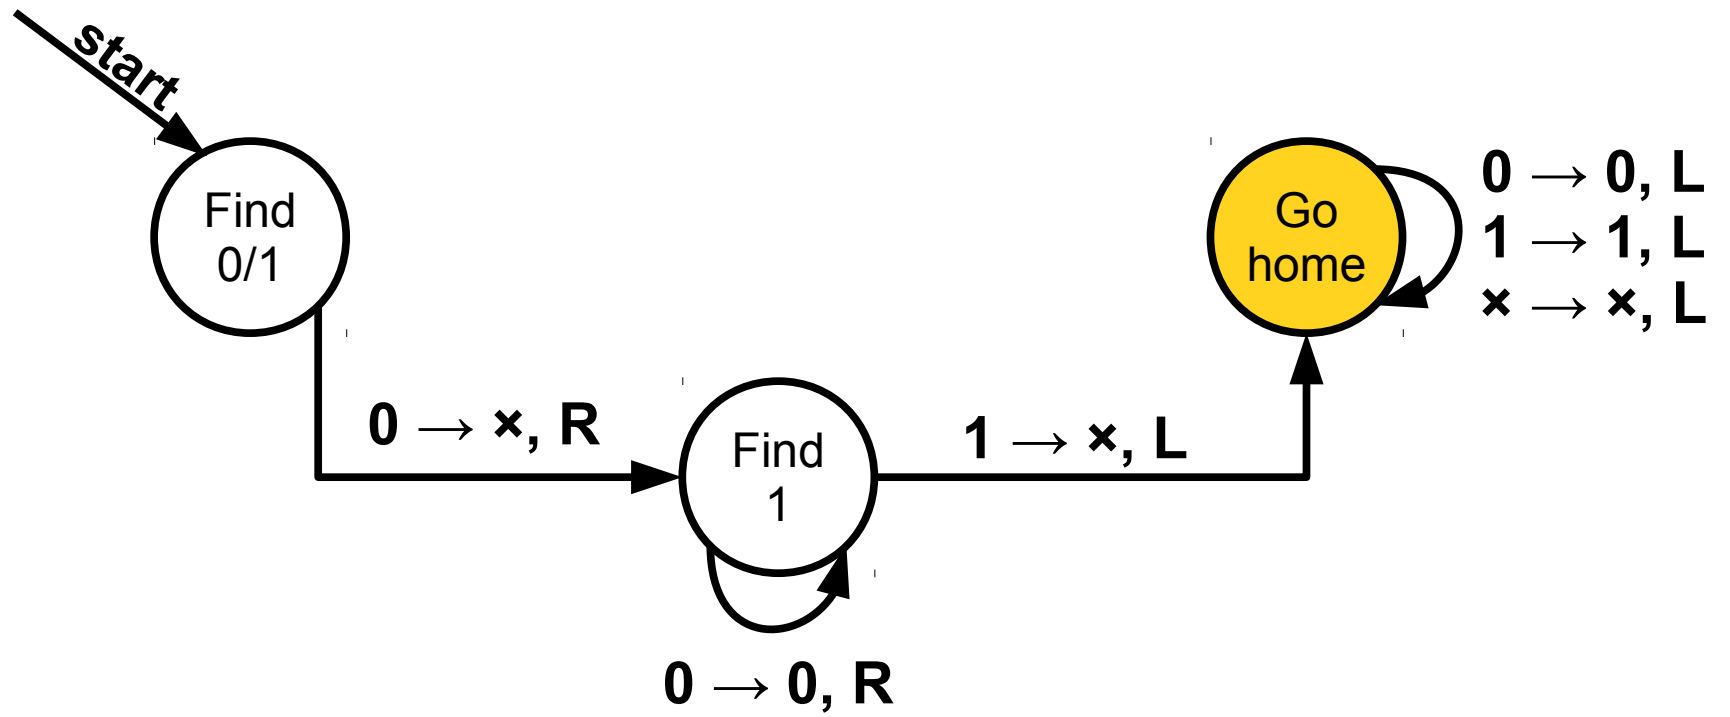 start
Find
0/1
Go
home
0 → 0, L
1 → 1, L
× → ×, L
0 → ×, R
Find
1
1 → ×, L
0 → 0, R